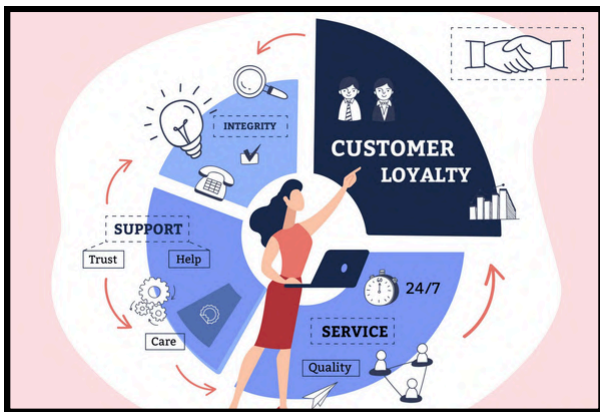 INTEGRITY
CUSTOMER
LOYALTY
SUPPORT
Trust
Help
Care
24/7
SERVICE
Quality